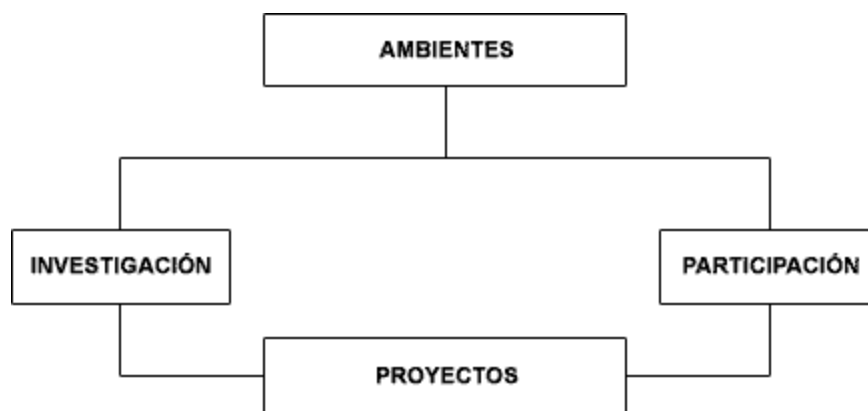 AMBIENTES
INVESTIGACIÓN
PARTICIPACIÓN
PROYECTOS